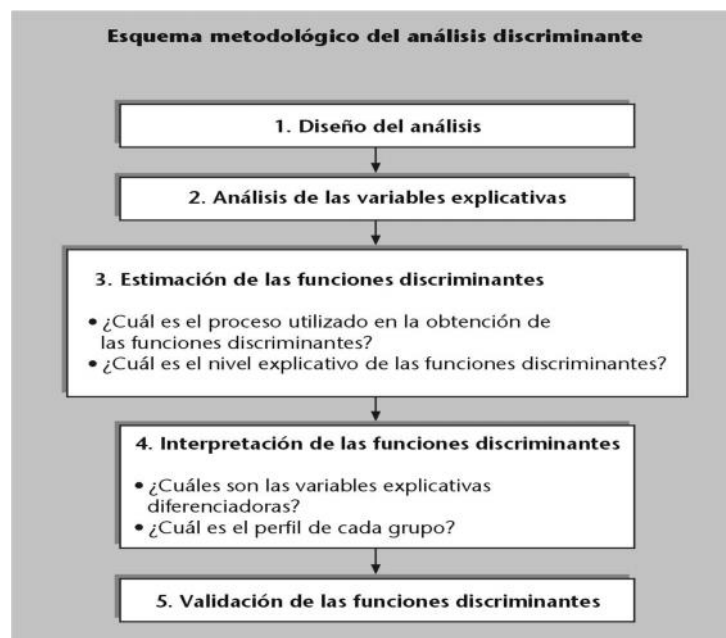 Esquema metodológico del análisis discriminante
1. Diseño del análisis
2. Análisis de las variables explicativas
3. Estimación de las funciones discriminantes
• ¿Cuál es el proceso utilizado en la obtención de
las funciones discriminantes?
• ¿Cuál es el nivel explicativo de las funciones discriminantes?
4. Interpretación de las funciones discriminantes
• ¿Cuáles son las variables explicativas
diferenciadoras?
• ¿Cuál es el perfil de cada grupo?
5. Validación de las funciones discriminantes